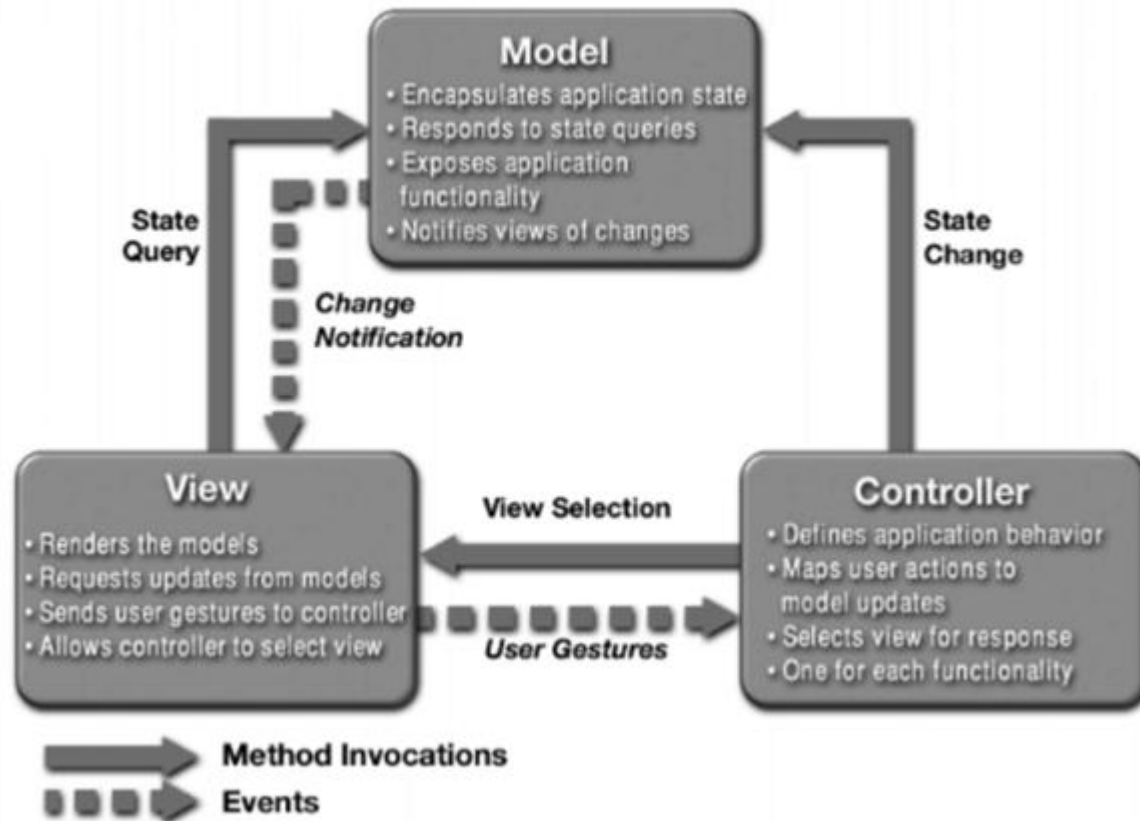 Model
• Encapsulates application state
• Responds to state queries
• Exposes application
functionality
• Notifies views of changes
State
Query
Change
Notification
State
Change
View
• Renders the models
• Requests updates from models
• Sends user gestures to controller
• Allows controller to select view
View Selection
User Gestures
Controller
• Defines application behavior
• Maps user actions to
model updates
• Selects view for response
• One for each functionality
Method Invocations
Events